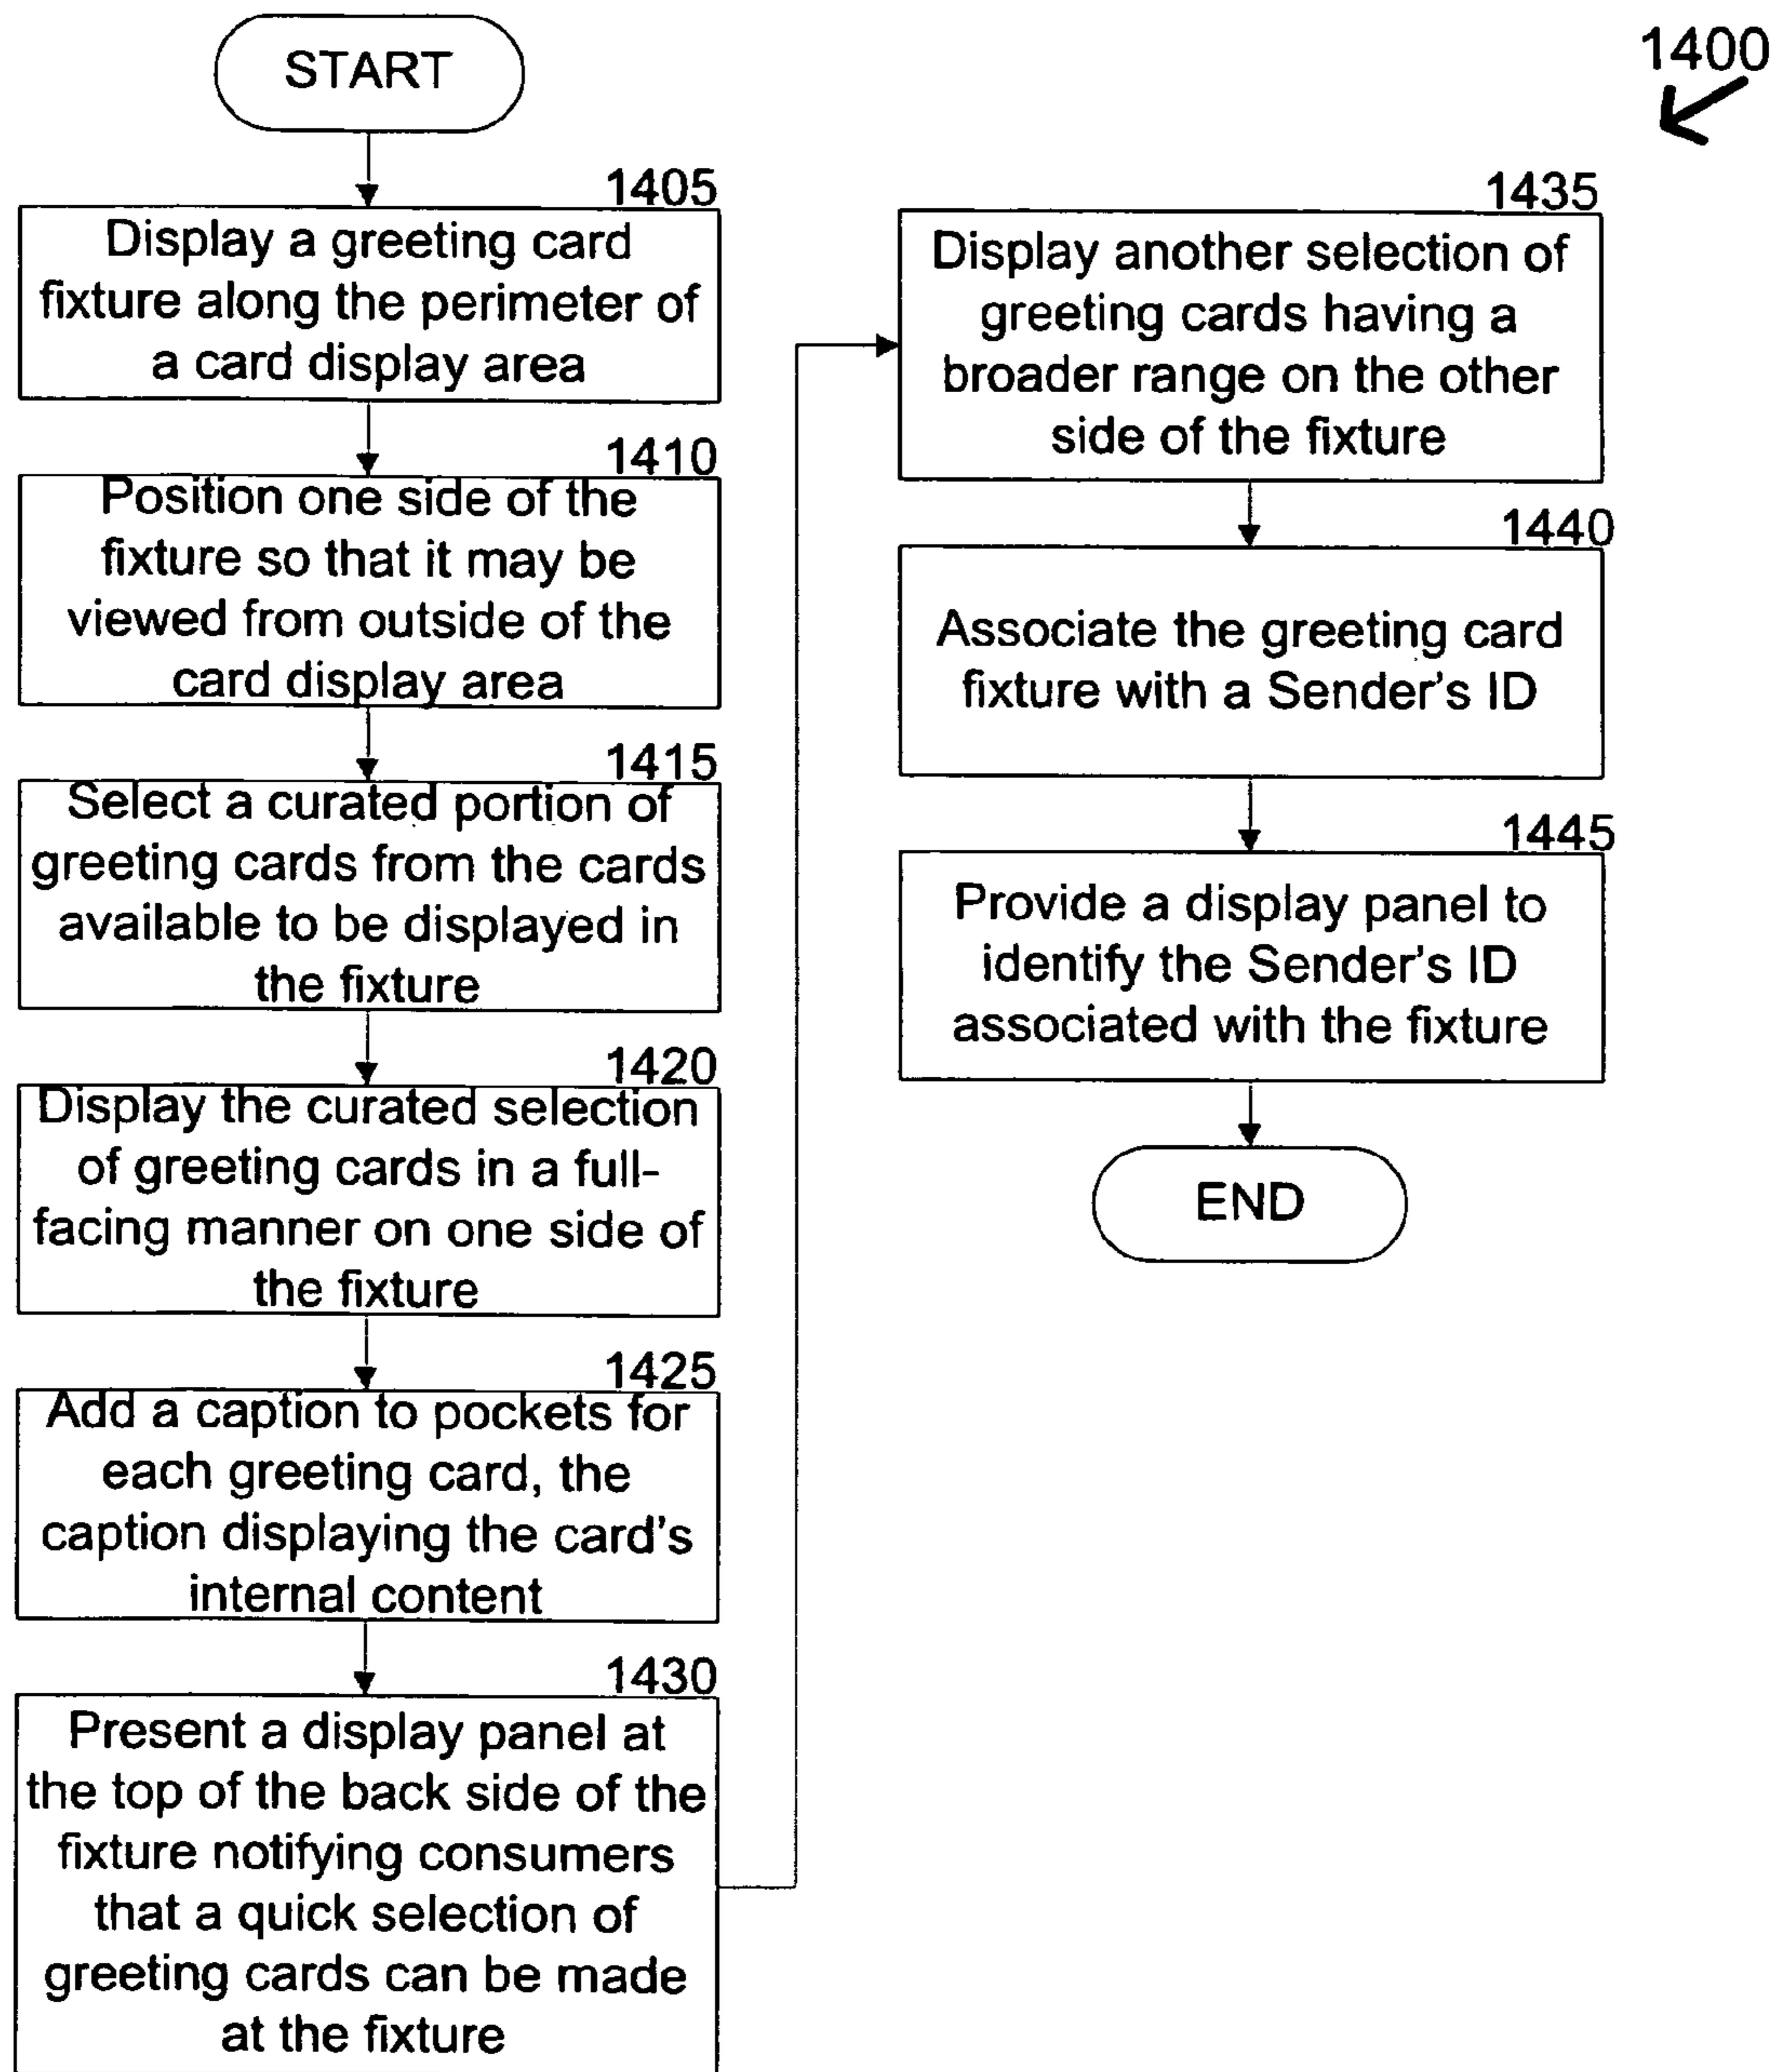 START
1400
1405
Display a greeting card
fixture along the perimeter of
a card display area
1410
Position one side of the
fixture so that it may be
viewed from outside of the
card display area
1415
Select a curated portion of
greeting cards from the cards
available to be displayed in
the fixture
1420
Display the curated selection
of greeting cards in a full-
facing manner on one side of
the fixture
1425
Add a caption to pockets for
each greeting card, the
caption displaying the card's
internal content
1430
Present a display panel at
the top of the back side of the
fixture notifying consumers
that a quick selection of
greeting cards can be made
at the fixture
1435
Display another selection of
greeting cards having a
broader range on the other
side of the fixture
1440
Associate the greeting card
fixture with a Sender's ID
1445
Provide a display panel to
identify the Sender's ID
associated with the fixture
END